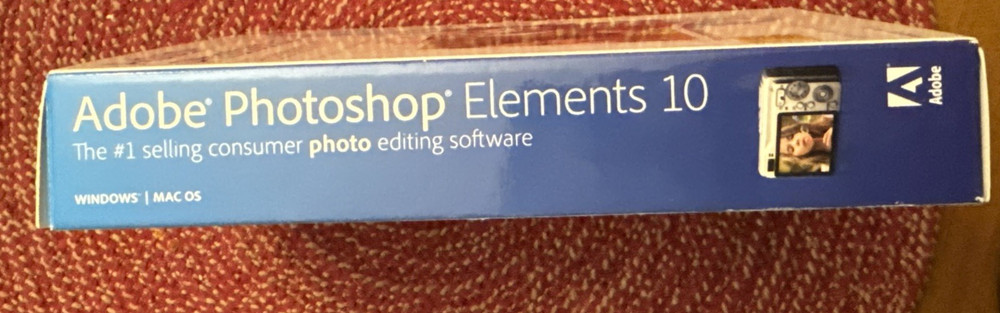 Adobe® Photoshop® Elements 10
The #1 selling consumer photo editing software
WINDOWS® | MAC OS
Adobe